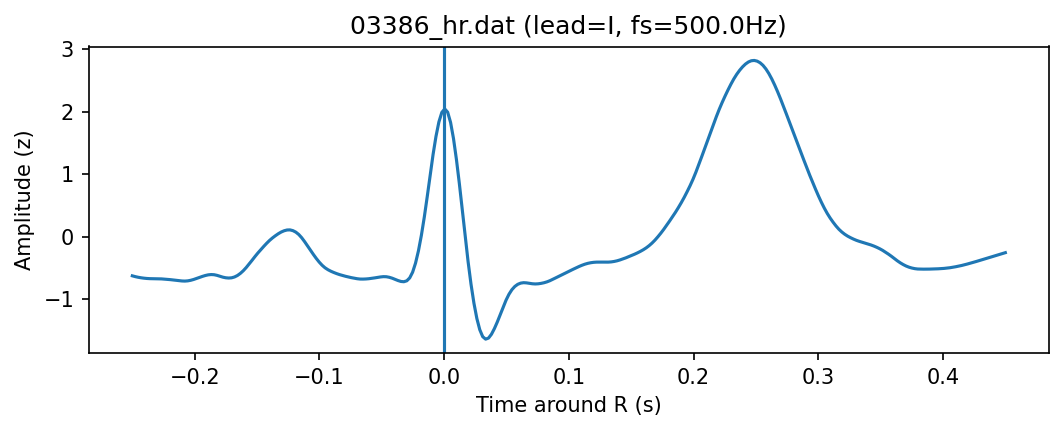 03386_hr.dat (lead=I, fs=500.0Hz)
Amplitude (z)
3
2
1
0
−1
−0.2 −0.1 0.0 0.1 0.2 0.3 0.4
Time around R (s)